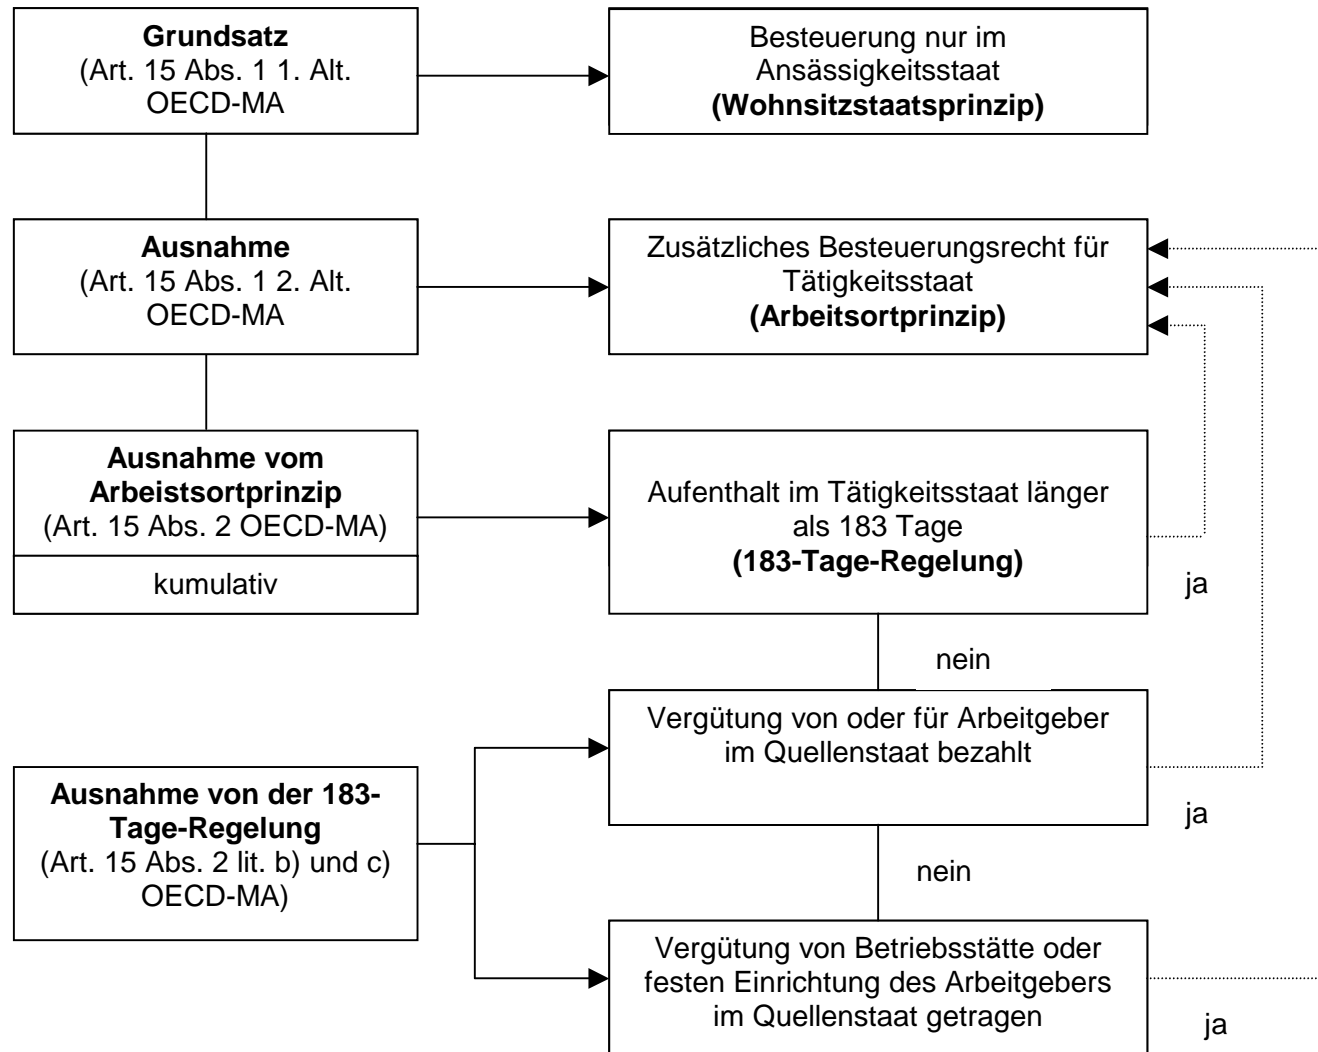 Grundsatz
(Art. 15 Abs. 1 1. Alt.
OECD-MA
Besteuerung nur im
Ansässigkeitsstaat
(Wohnsitzstaatsprinzip)
Ausnahme
(Art. 15 Abs. 1 2. Alt.
OECD-MA
Zusätzliches Besteuerungsrecht für
Tätigkeitsstaat
(Arbeitsortprinzip)
Ausnahme vom
Arbeistsortprinzip
(Art. 15 Abs. 2 OECD-MA)
kumulativ
Aufenthalt im Tätigkeitsstaat länger
als 183 Tage
(183-Tage-Regelung)
ja
nein
Vergütung von oder für Arbeitgeber
im Quellenstaat bezahlt
ja
Ausnahme von der 183-
Tage-Regelung
(Art. 15 Abs. 2 lit. b) und c)
OECD-MA)
nein
Vergütung von Betriebsstätte oder
festen Einrichtung des Arbeitgebers
im Quellenstaat getragen
ja